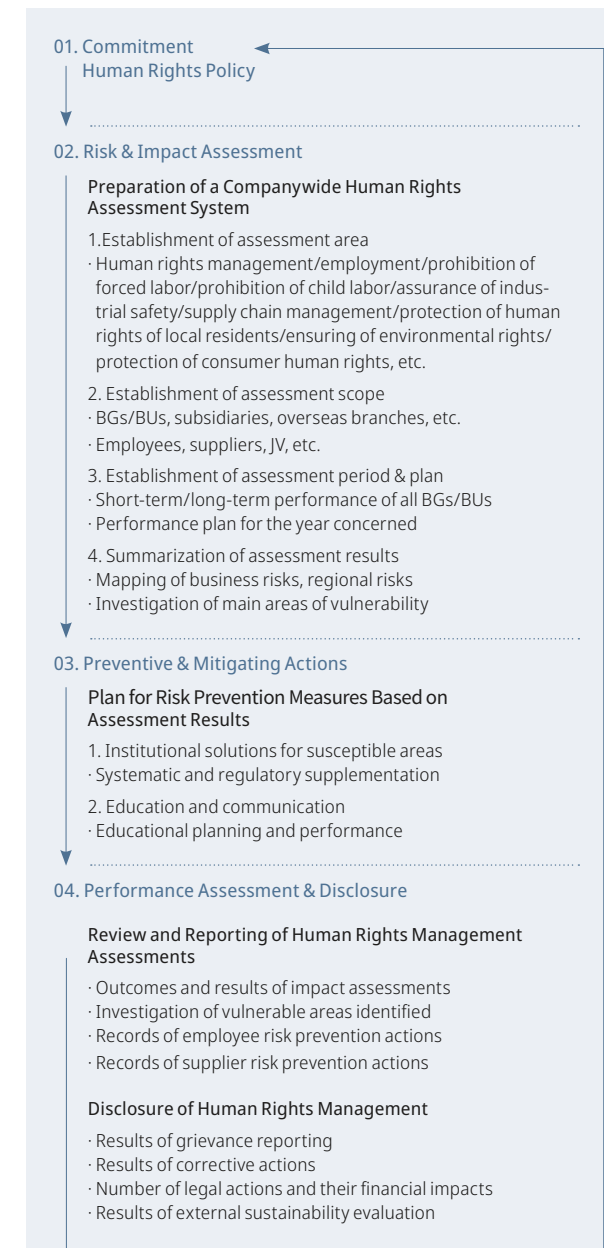 01. Commitment
Human Rights Policy
02. Risk & Impact Assessment
Preparation of a Companywide Human Rights
Assessment System
1.Establishment of assessment area
· Human rights management/employment/prohibition of
forced labor/prohibition of child labor/assurance of indus-
trial safety/supply chain management/protection of human
rights of local residents/ensuring of environmental rights/
protection of consumer human rights, etc.
2. Establishment of assessment scope
· BGs/BUs, subsidiaries, overseas branches, etc.
· Employees, suppliers, JV, etc.
3. Establishment of assessment period & plan
· Short-term/long-term performance of all BGs/BUs
· Performance plan for the year concerned
4. Summarization of assessment results
· Mapping of business risks, regional risks
· Investigation of main areas of vulnerability
03. Preventive & Mitigating Actions
Plan for Risk Prevention Measures Based on
Assessment Results
1. Institutional solutions for susceptible areas
· Systematic and regulatory supplementation
2. Education and communication
· Educational planning and performance
04. Performance Assessment & Disclosure
Review and Reporting of Human Rights Management
Assessments
· Outcomes and results of impact assessments
· Investigation of vulnerable areas identified
· Records of employee risk prevention actions
· Records of supplier risk prevention actions
Disclosure of Human Rights Management
· Results of grievance reporting
· Results of corrective actions
· Number of legal actions and their financial impacts
· Results of external sustainability evaluation